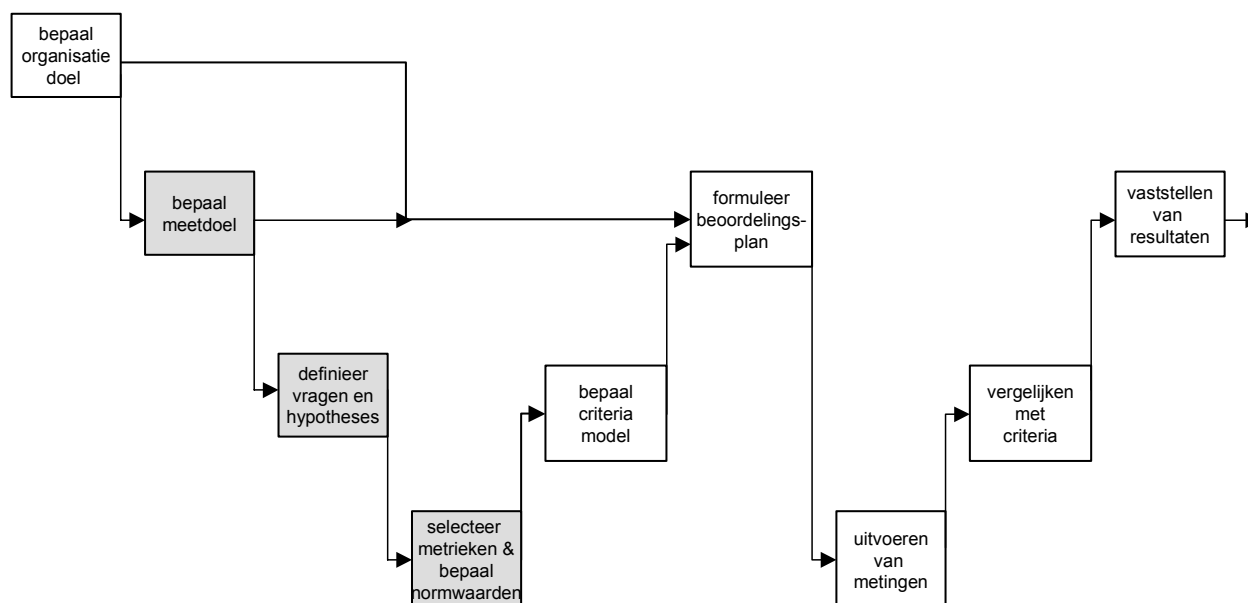 bepaal
organisatie
doel
bepaal
meetdoel
definieer
vragen en
hypotheses
selecteer
metrieken &
bepaal
normwaarden
bepaal
criteria
model
formuleer
beoordelings-
plan
uitvoeren
van
metingen
vergelijken
met
criteria
vaststellen
van
resultaten